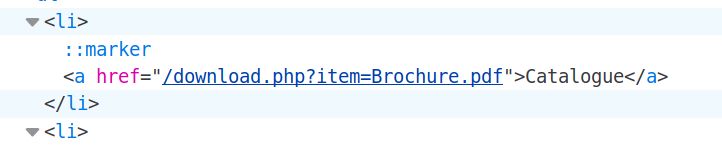 <li>
::marker
<a href="/download.php?item=Brochure.pdf">Catalogue</a>
</li>
<li>